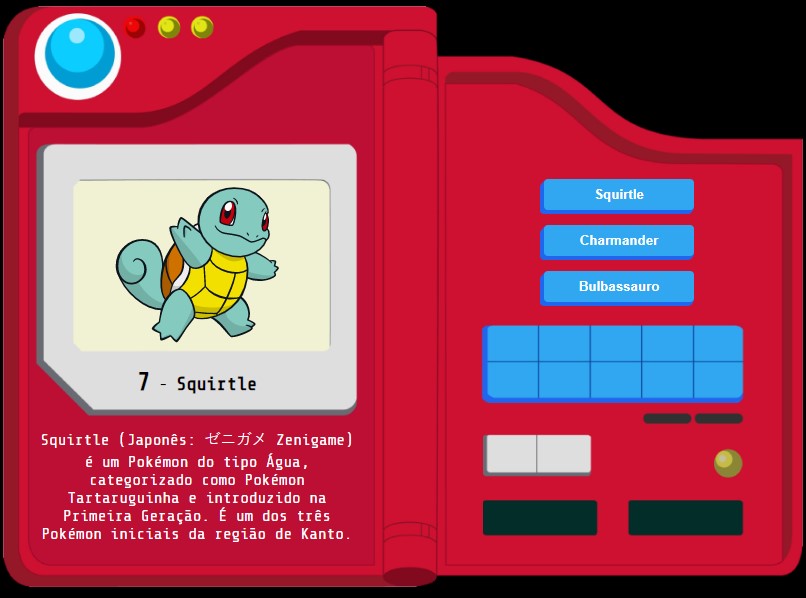 7 - Squirtle
Squirtle (Japonês: ゼニガメ Zenigame)
é um Pokémon do tipo Água,
categorizado como Pokémon
Tartaruguinha e introduzido na
Primeira Geração. É um dos três
Pokémon iniciais da região de Kanto.
Squirtle
Charmander
Bulbassauro